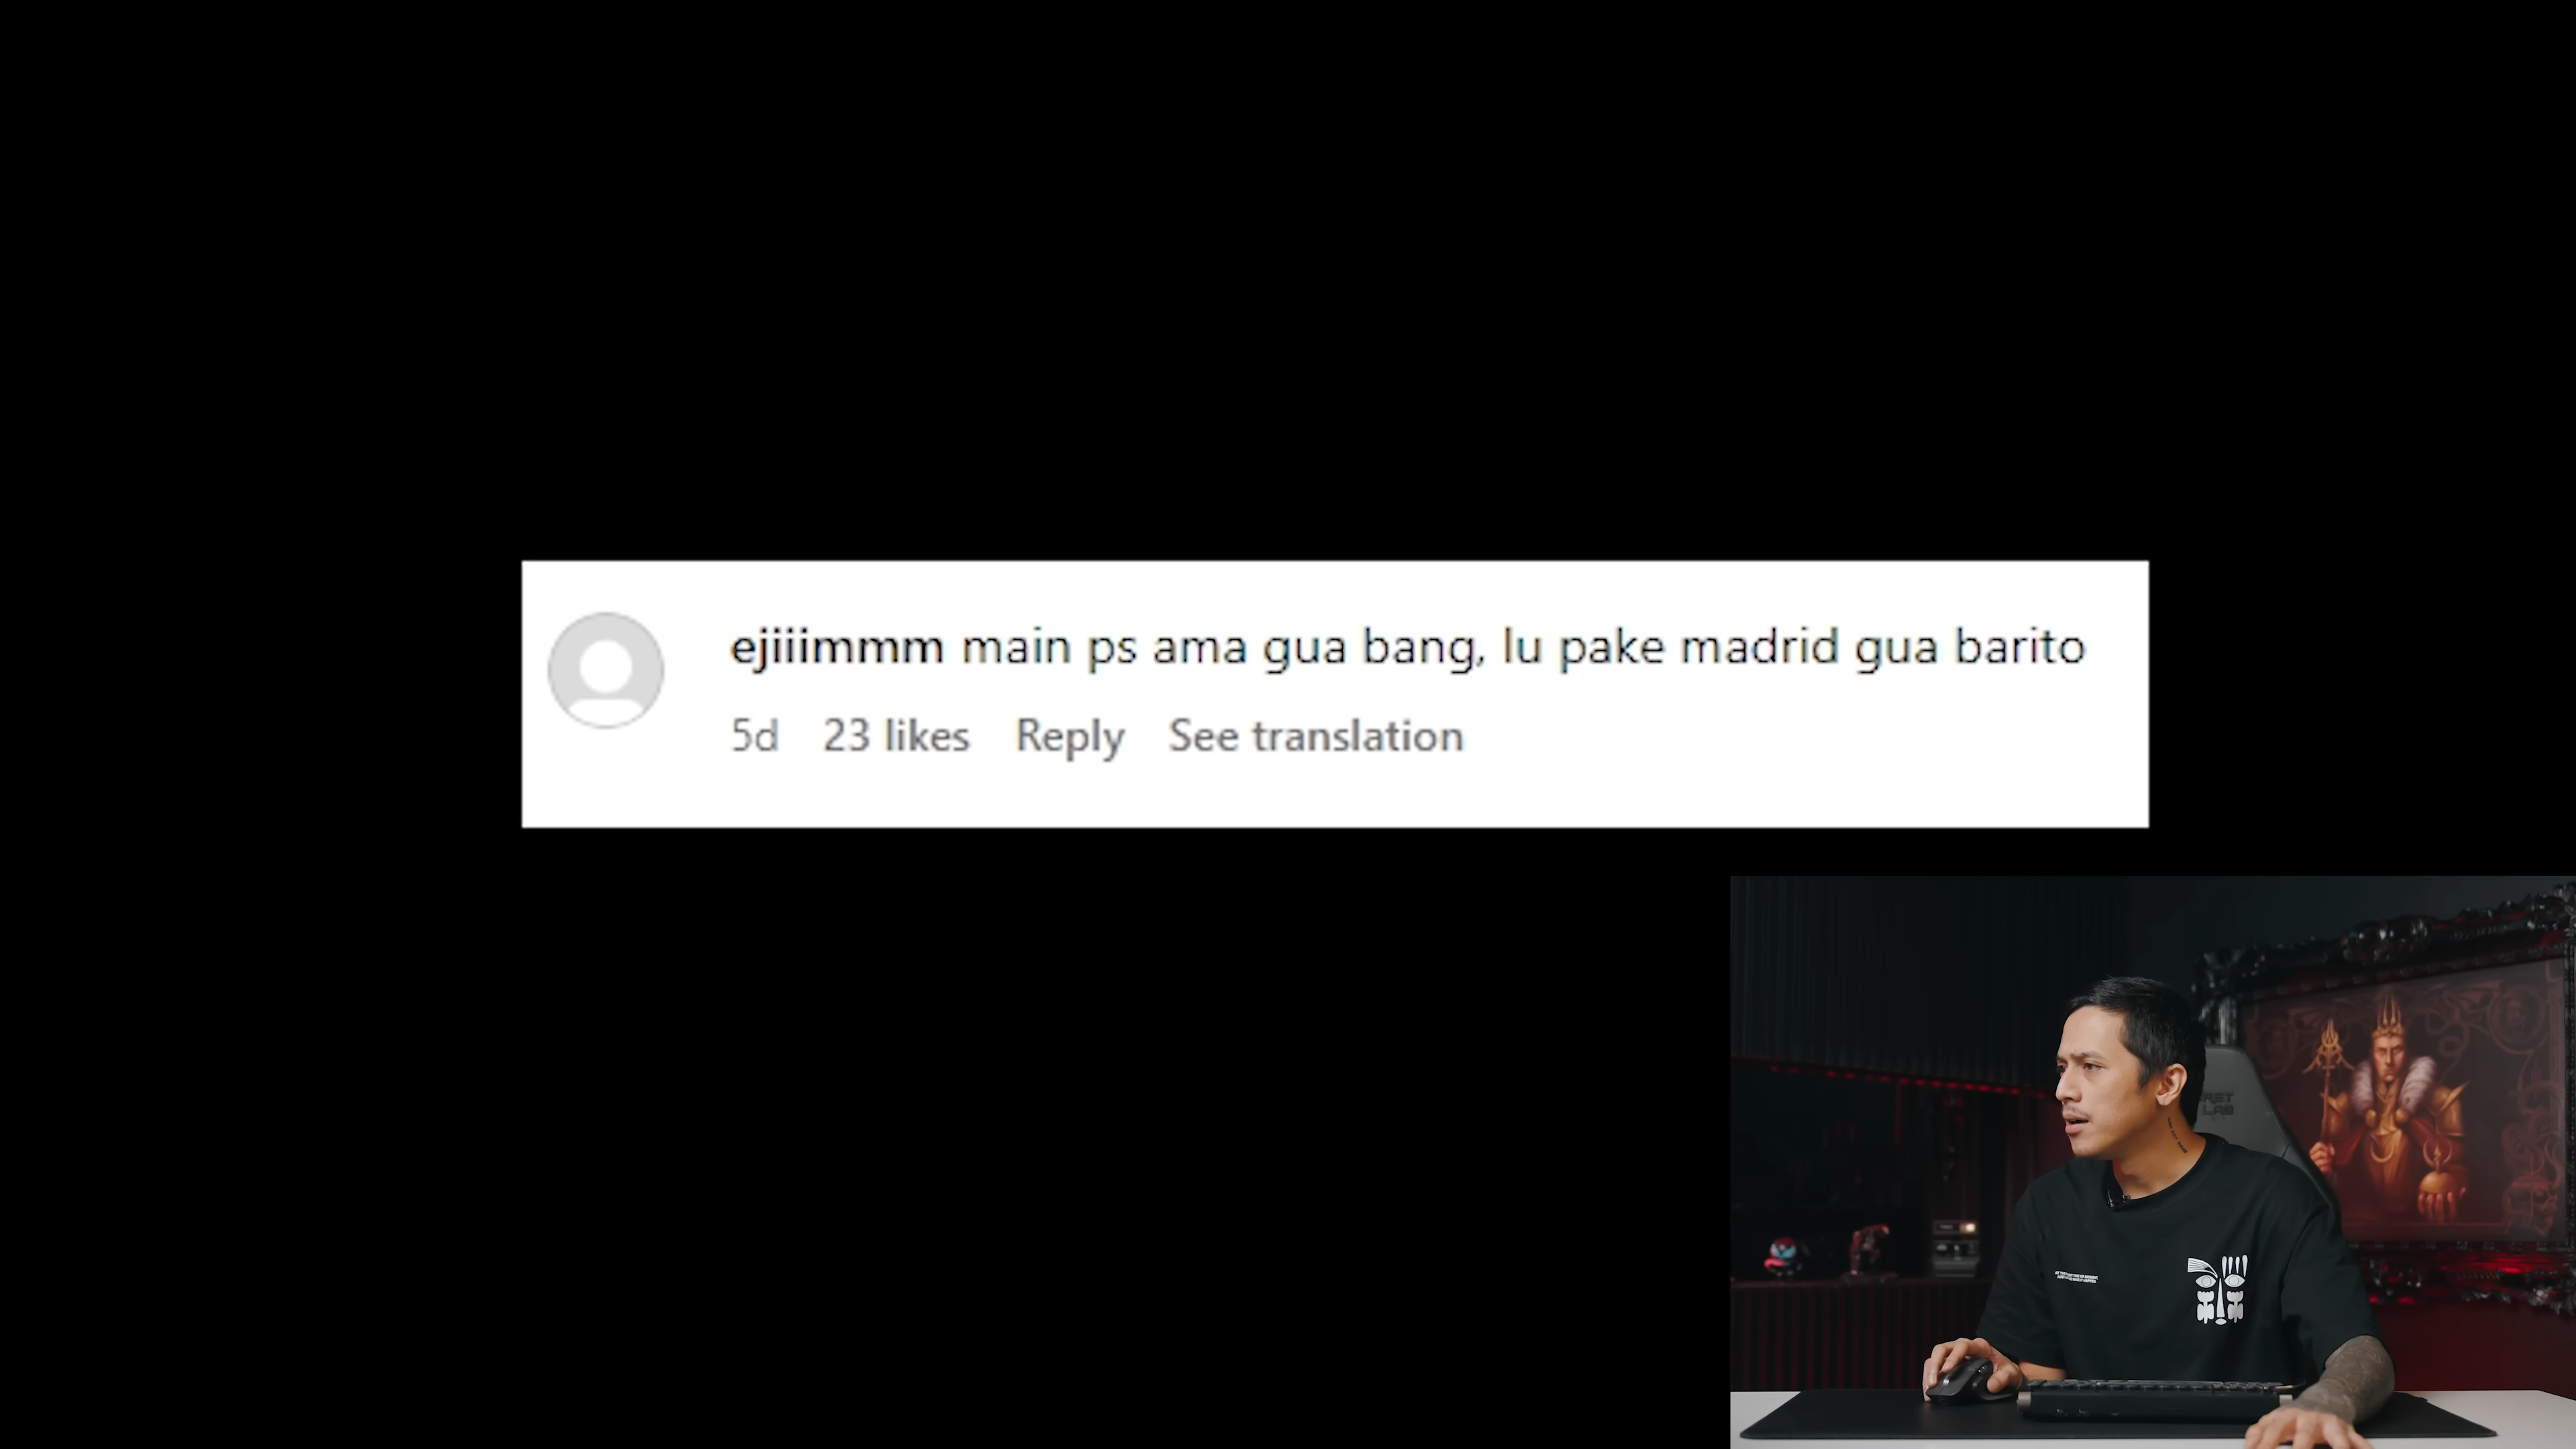 ejiiimmm main ps ama gua bang, lu pake madrid gua barito
5d 23 likes Reply See translation